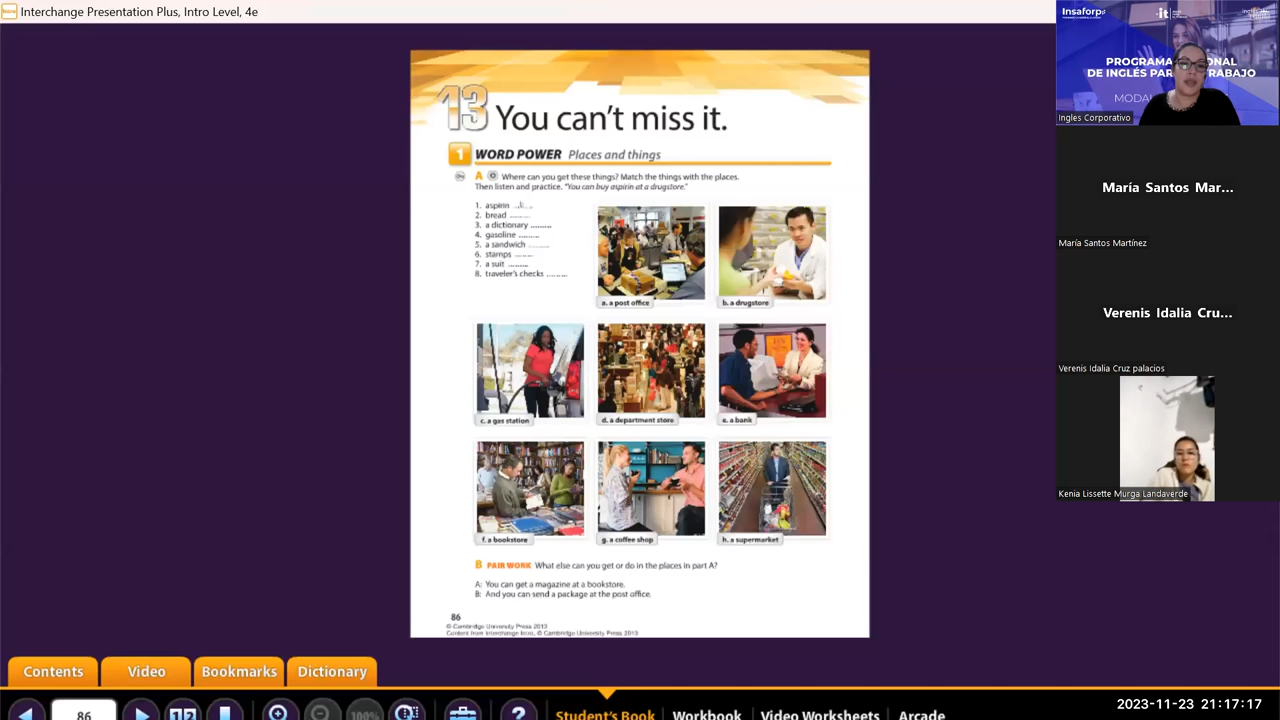 Interchange Presentation Plus, Intro Level, 4e
13 You can't miss it.
1 WORD POWER Places and things
A Where can you get these things? Match the things with the places.
Then listen and practice. "You can buy aspirin at a drugstore."
1. aspirin ...b...
2. bread ..........
3. a dictionary ..........
4. gasoline ..........
5. a sandwich ..........
6. stamps ..........
7. a suit ..........
8. traveler's checks ..........
a. a post office
b. a drugstore
c. a gas station
d. a department store
e. a bank
f. a bookstore
g. a coffee shop
h. a supermarket
B PAIR WORK What else can you get or do in the places in part A?
A: You can get a magazine at a bookstore.
B: And you can send a package at the post office.
86
© Cambridge University Press 2013
Content from Interchange Intro, © Cambridge University Press 2013
Contents
Video
Bookmarks
Dictionary
86
1 2
100%
?
Student's Book
Workbook
Video Worksheets
Arcade
Insaforp
it
PROGRAMA
DE INGLÉS
Ingles Corporativo
María Santos Mar...
María Santos Martínez
Verenis Idalia Cru...
Verenis Idalia Cruz palacios
Kenia Lissette Murga Landaverde
2023-11-23 21:17:17